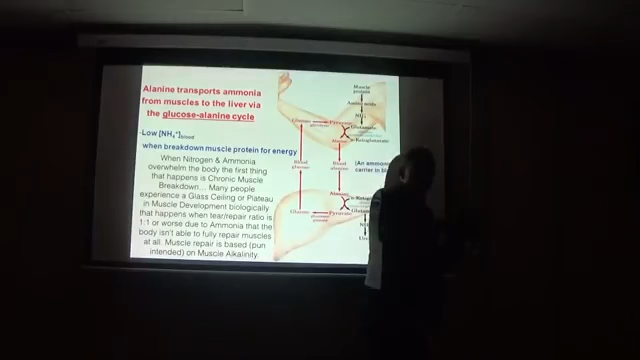 Alanine transports ammonia
from muscles to the liver via
the glucose-alanine cycle
-Low [NH₄⁺]blood
when breakdown muscle protein for energy
When Nitrogen & Ammonia
overwhelm the body the first thing
that happens is Chronic Muscle
Breakdown... Many people
experience a Glass Ceiling or Plateau
in Muscle Development biologically
that happens when tear/repair ratio is
1:1 or worse due to Ammonia that the
body isn't able to fully repair muscles
at all. Muscle repair is based (pun
intended) on Muscle Alkalinity.
Muscle
protein
Amino acids
NH₄⁺
Glucose
Pyruvate
Glutamate
Alanine
α-Ketoglutarate
Blood
glucose
Blood
alanine
(An ammon
carrier in bl
Alanine
Glucose
Pyruvate